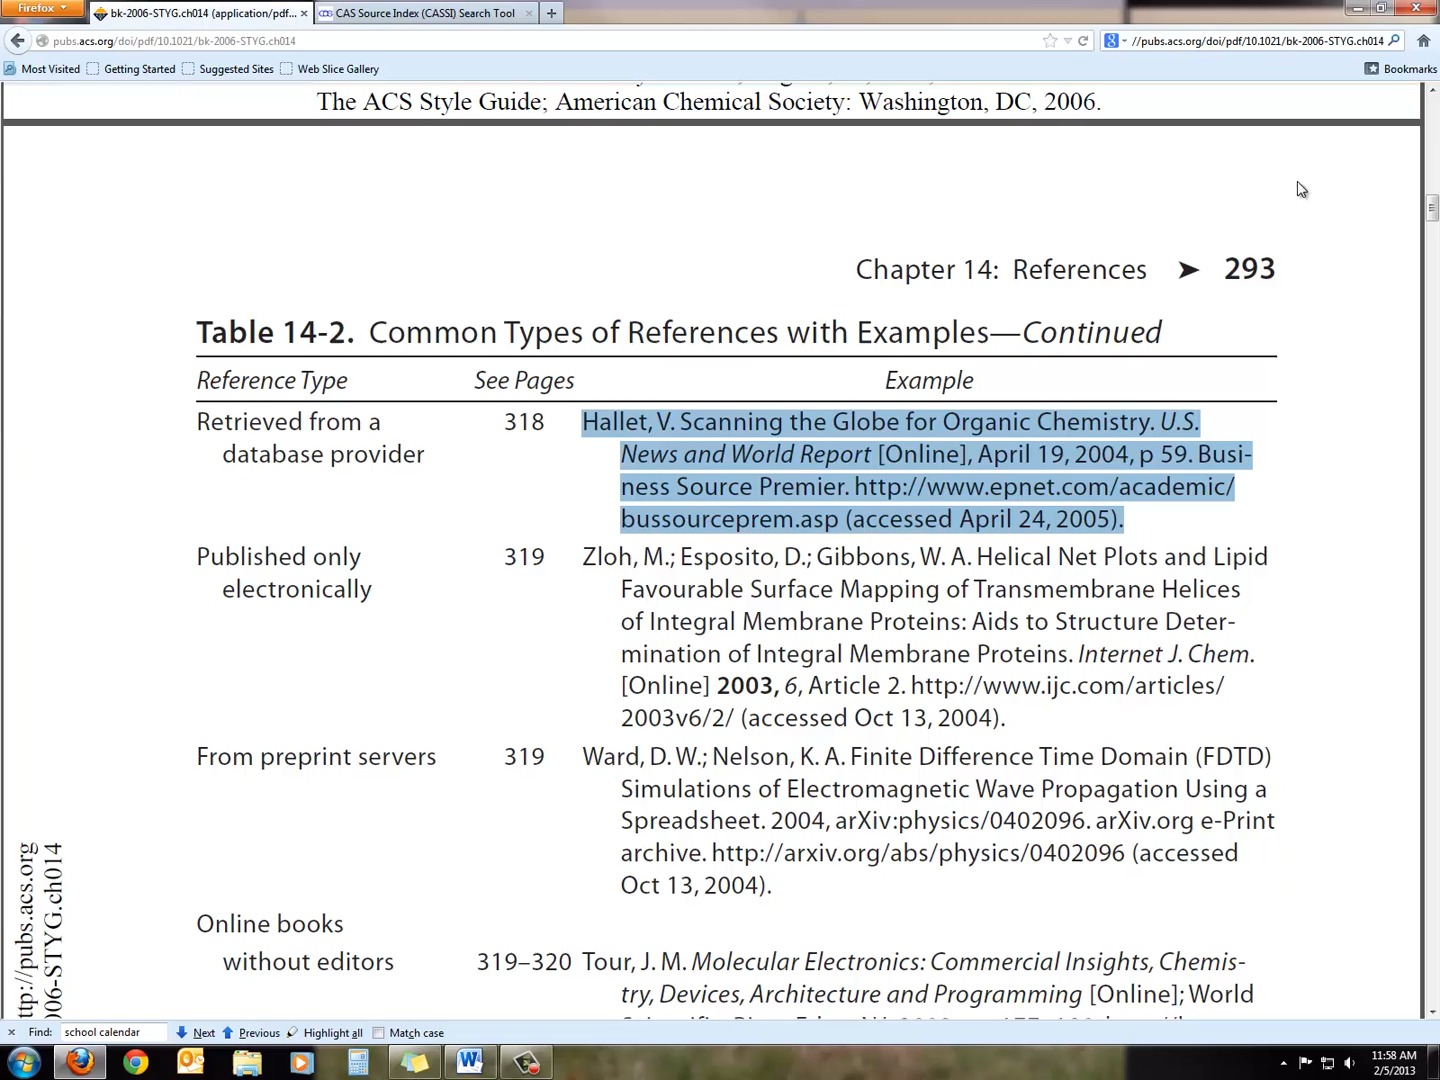 Firefox
bk-2006-STYG.ch014 (application/pdf...
CAS Source Index (CASSI) Search Tool
pubs.acs.org/doi/pdf/10.1021/bk-2006-STYG.ch014
//pubs.acs.org/doi/pdf/10.1021/bk-2006-STYG.ch014
Most Visited
Getting Started
Suggested Sites
Web Slice Gallery
Bookmarks
The ACS Style Guide; American Chemical Society: Washington, DC, 2006.
Chapter 14: References ➤ 293
Table 14-2. Common Types of References with Examples—Continued
Reference Type See Pages Example
Retrieved from a 318 Hallet, V. Scanning the Globe for Organic Chemistry. U.S.
database provider News and World Report [Online], April 19, 2004, p 59. Busi-
ness Source Premier. http://www.epnet.com/academic/
bussourceprem.asp (accessed April 24, 2005).
Published only 319 Zloh, M.; Esposito, D.; Gibbons, W. A. Helical Net Plots and Lipid
electronically Favourable Surface Mapping of Transmembrane Helices
of Integral Membrane Proteins: Aids to Structure Deter-
mination of Integral Membrane Proteins. Internet J. Chem.
[Online] 2003, 6, Article 2. http://www.ijc.com/articles/
2003v6/2/ (accessed Oct 13, 2004).
From preprint servers 319 Ward, D. W.; Nelson, K. A. Finite Difference Time Domain (FDTD)
Simulations of Electromagnetic Wave Propagation Using a
Spreadsheet. 2004, arXiv:physics/0402096. arXiv.org e-Print
archive. http://arxiv.org/abs/physics/0402096 (accessed
Oct 13, 2004).
Online books
without editors 319–320 Tour, J. M. Molecular Electronics: Commercial Insights, Chemis-
try, Devices, Architecture and Programming [Online]; World
ttp://pubs.acs.org
006-STYG.ch014
Find: school calendar Next Previous Highlight all Match case
11:58 AM
2/5/2013